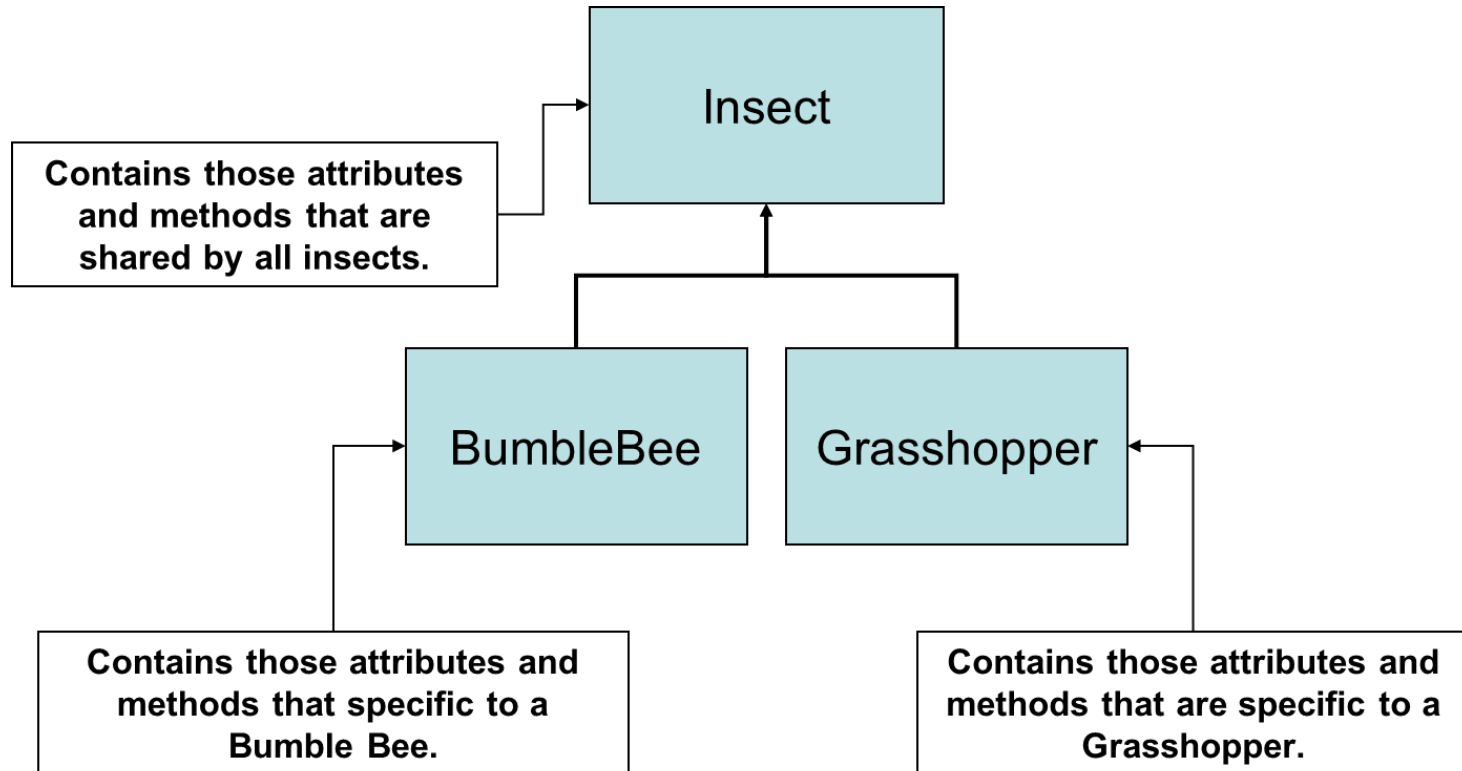 Insect
Contains those attributes
and methods that are
shared by all insects.
BumbleBee
Grasshopper
Contains those attributes and
methods that specific to a
Bumble Bee.
Contains those attributes and
methods that are specific to a
Grasshopper.